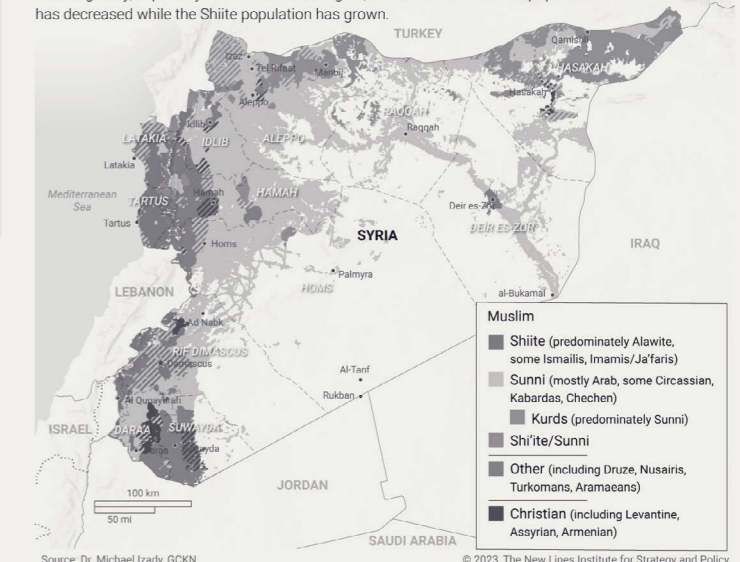 has decreased while the Shiite population has grown.
TURKEY
Qamishli
Izaz
Tel Rifaat
Manbij
HASAKAH
Hasakah
Aleppo
RAQQAH
Idlib
LATAKIA
IDLIB
ALEPPO
Raqqah
Latakia
Mediterranean
Sea
TARTUS
Hamah
HAMAH
Deir es-Zor
Tartus
DEIR ES-ZOR
SYRIA
Homs
IRAQ
Palmyra
HOMS
LEBANON
al-Bukamal
Ad Nabk
RIF DIMASCUS
Damascus
Al-Tanf
Rukban
Al Qunaytirah
ISRAEL
DARAA
SUWAYDA
JORDAN
100 km
50 mi
SAUDI ARABIA
Muslim
Shiite (predominately Alawite,
some Ismailis, Imamis/Ja'faris)
Sunni (mostly Arab, some Circassian,
Kabardas, Chechen)
Kurds (predominately Sunni)
Shi'ite/Sunni
Other (including Druze, Nusairis,
Turkomans, Aramaeans)
Christian (including Levantine,
Assyrian, Armenian)
Source: Dr. Michael Izady, GCKN
© 2023, The New Lines Institute for Strategy and Policy